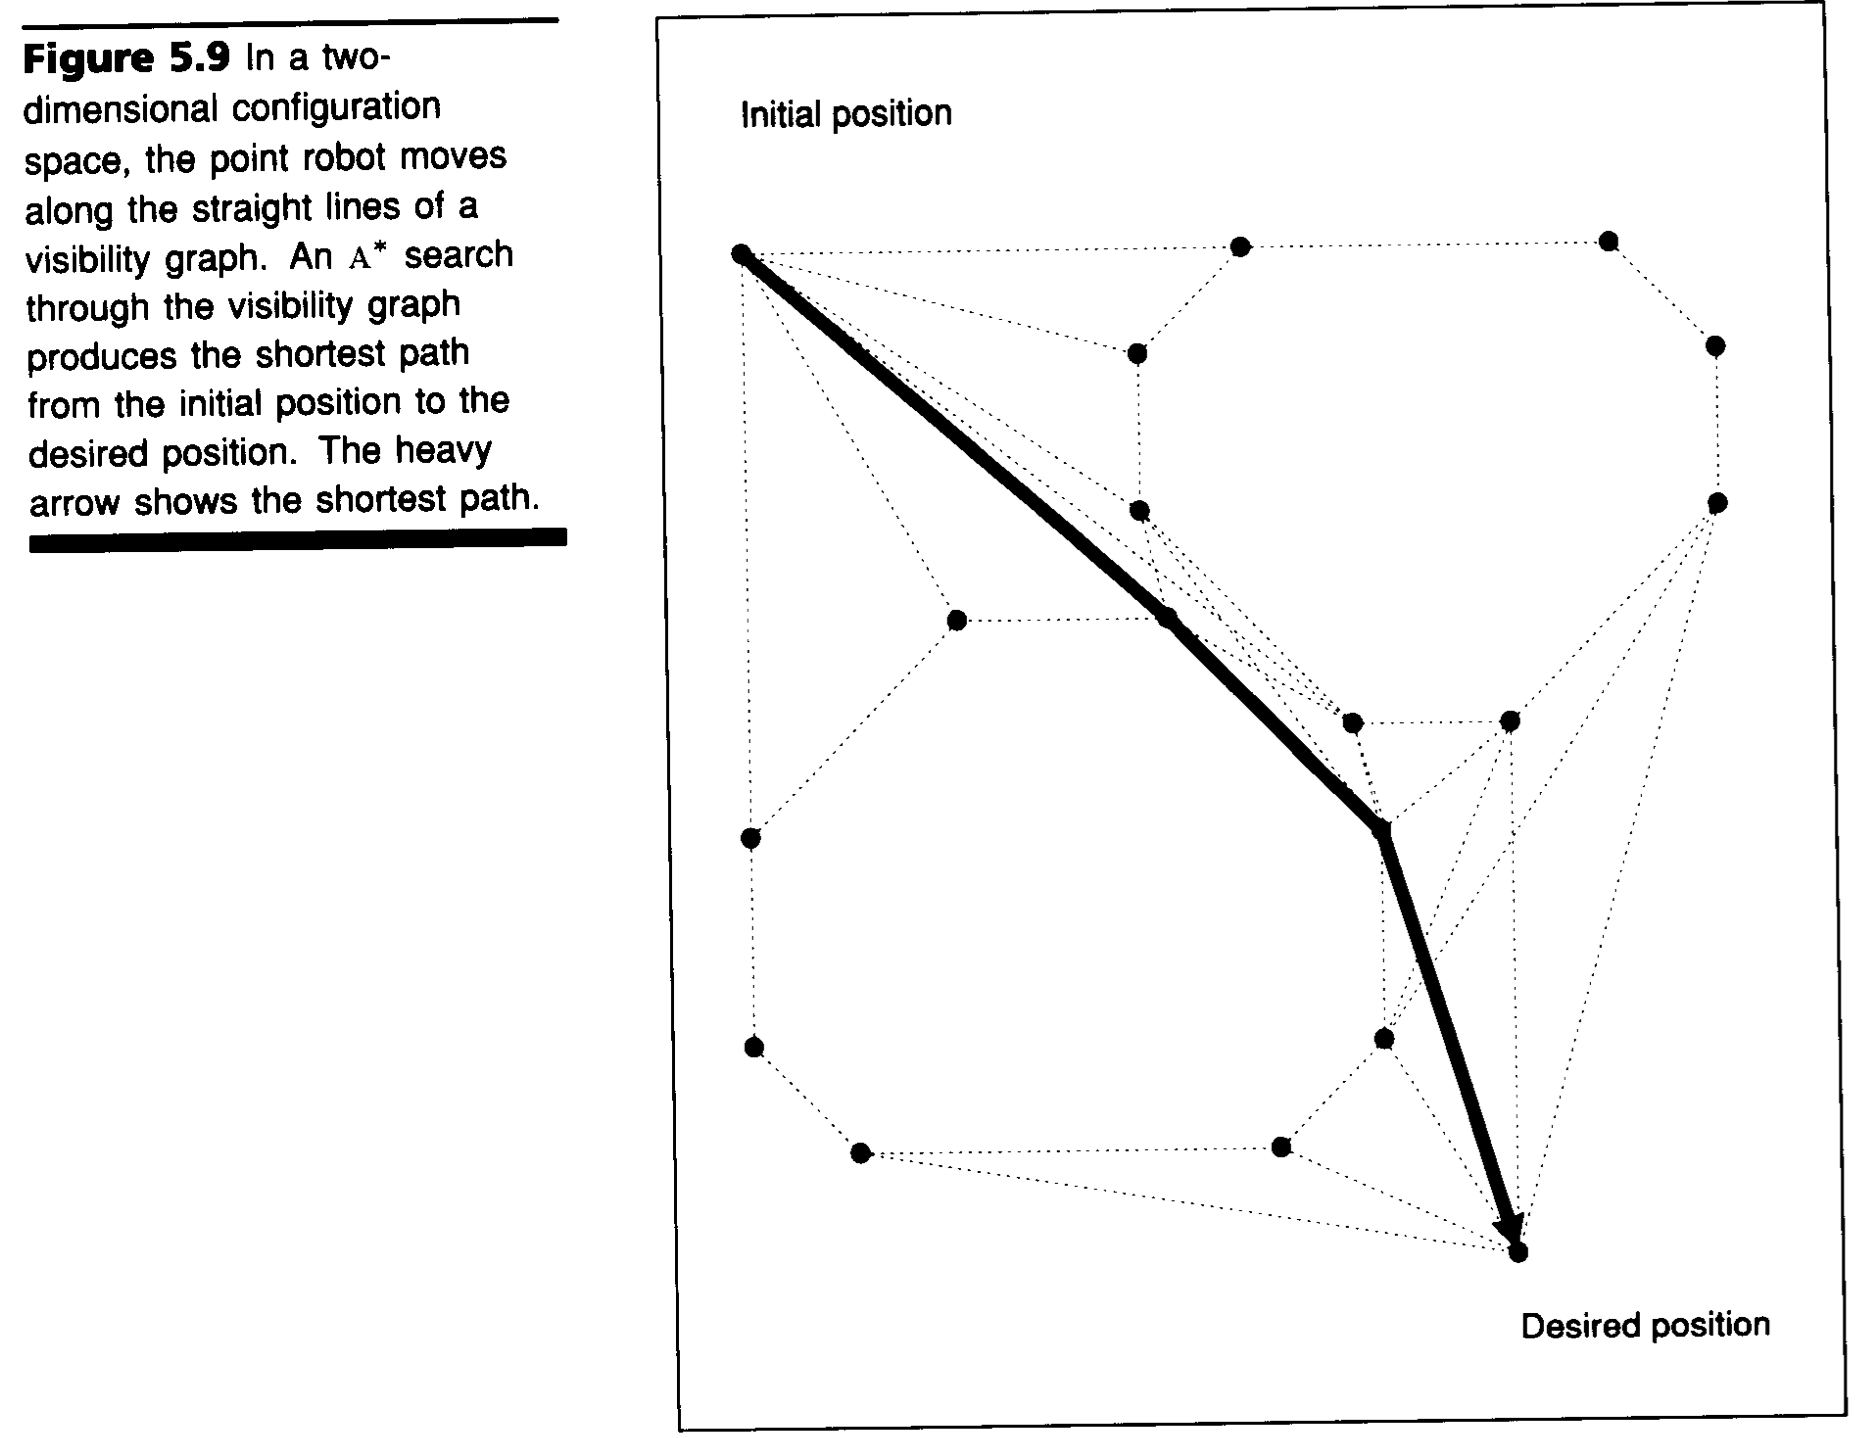 Figure 5.9 In a two-
dimensional configuration
space, the point robot moves
along the straight lines of a
visibility graph. An A* search
through the visibility graph
produces the shortest path
from the initial position to the
desired position. The heavy
arrow shows the shortest path.
Initial position
Desired position